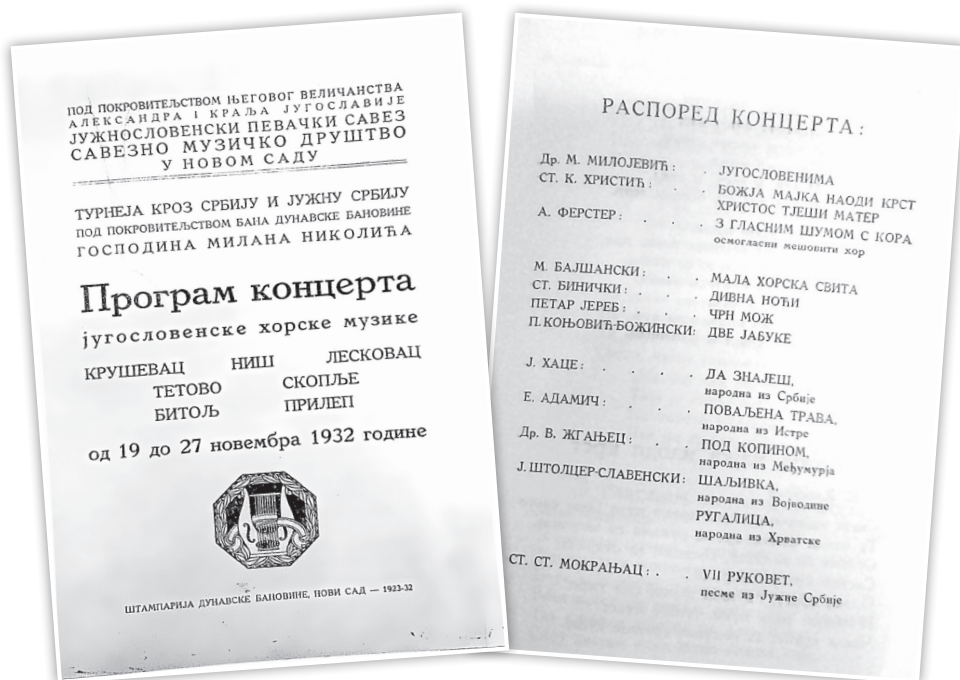 ПОД ПОКРОВИТЕЉСТВОМ ЊЕГОВОГ ВЕЛИЧАНСТВА
АЛЕКСАНДРА I КРАЉА ЈУГОСЛАВИЈЕ
ЈУЖНОСЛОВЕНСКИ ПЕВАЧКИ САВЕЗ
САВЕЗНО МУЗИЧКО ДРУШТВО
У НОВОМ САДУ
ТУРНЕЈА КРОЗ СРБИЈУ И ЈУЖНУ СРБИЈУ
ПОД ПОКРОВИТЕЉСТВОМ БАНА ДУНАВСКЕ БАНОВИНЕ
ГОСПОДИНА МИЛАНА НИКОЛИЋА
Програм концерта
југословенске хорске музике
КРУШЕВАЦ НИШ ЛЕСКОВАЦ
ТЕТОВО СКОПЉЕ
БИТОЉ ПРИЛЕП
од 19 до 27 новембра 1932 године
ШТАМПАРИЈА ДУНАВСКЕ БАНОВИНЕ, НОВИ САД — 1923-32
РАСПОРЕД КОНЦЕРТА:
Др. М. МИЛОЈЕВИЋ: . ЈУГОСЛОВЕНИМА
СТ. К. ХРИСТИЋ: . . БОЖЈА МАЈКА НАОДИ КРСТ
ХРИСТОС ТЈЕШИ МАТЕР
А. ФЕРСТЕР: . . . З ГЛАСНИМ ШУМОМ С КОРА
осмогласни мешовити хор
М. БАЈШАНСКИ: . . МАЛА ХОРСКА СВИТА
СТ. БИНИЧКИ: . . . ДИВНА НОЋИ
ПЕТАР ЈЕРЕБ: . . . ЧРН МОЖ
П. КОЊОВИЋ-БОЖИНСКИ: ДВЕ ЈАБУКЕ
Ј. ХАЦЕ: . . . . ДА ЗНАЈЕШ,
народна из Србије
Е. АДАМИЧ: . . . ПОВАЉЕНА ТРАВА,
народна из Истре
Др. В. ЖГАЊЕЦ: . . ПОД КОПИНОМ,
народна из Међумурја
Ј. ШТОЛЦЕР-СЛАВЕНСКИ: ШАЉИВКА,
народна из Војводине
РУГАЛИЦА,
народна из Хрватске
СТ. СТ. МОКРАЊАЦ: . . VII РУКОВЕТ,
песме из Јужне Србије